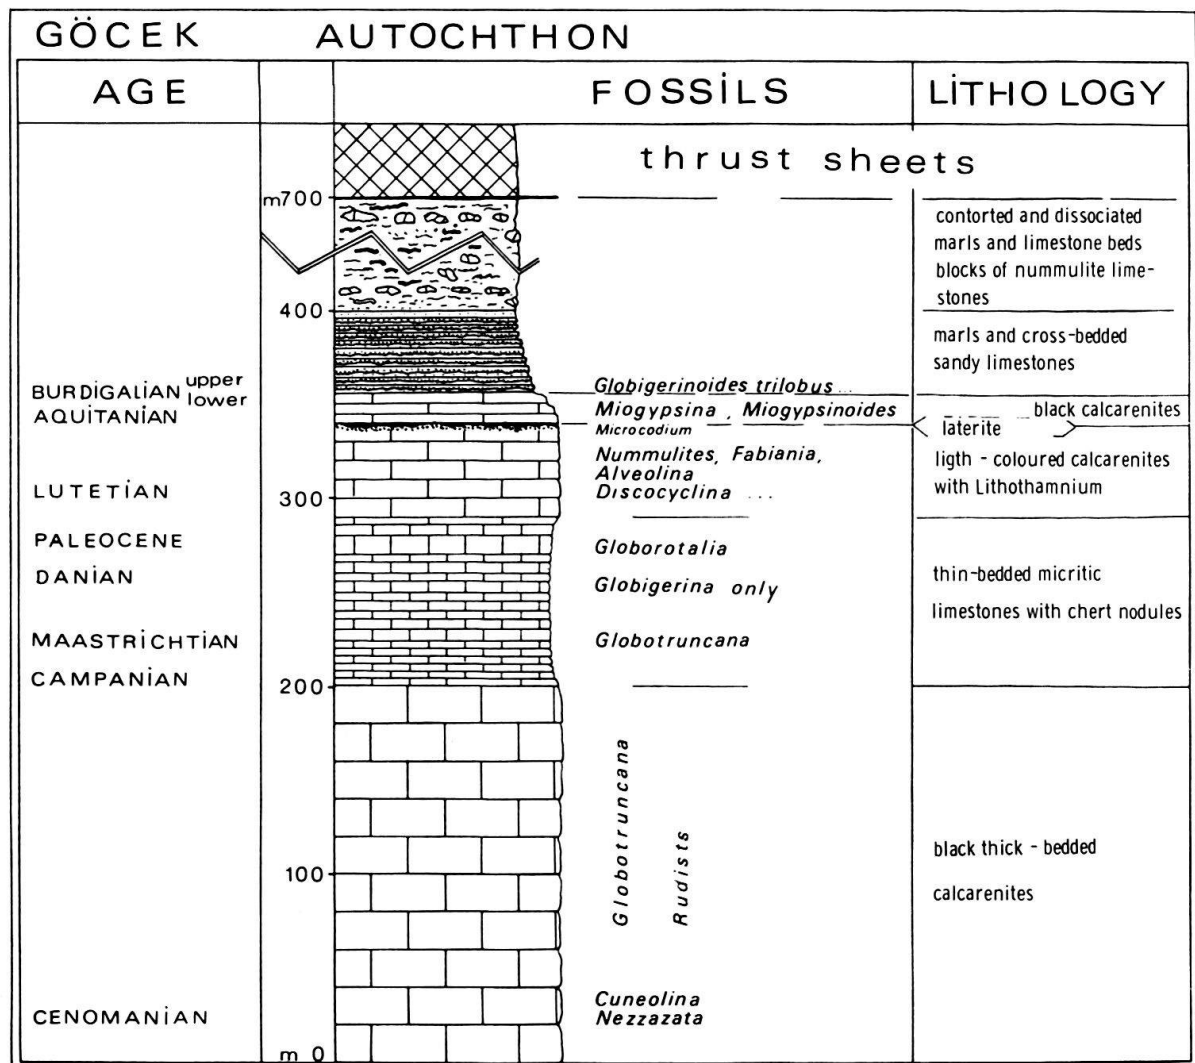 GÖCEK AUTOCHTHON
AGE
FOSSİLS
LİTHOLOGY
thrust sheets
m700
contorted and dissociated
marls and limestone beds
blocks of nummulite lime-
stones
400
marls and cross-bedded
sandy limestones
BURDİGALİAN upper
lower
AQUİTANİAN
Globigerinoides trilobus...
Miogypsina, Miogypsinoides
black calcarenites
Microcodium
laterite
Nummulites, Fabiania,
Alveolina
Discocyclina ...
ligth - coloured calcarenites
with Lithothamnium
LUTETİAN
300
PALEOCENE
Globorotalia
DANİAN
Globigerina only
thin-bedded micritic
limestones with chert nodules
MAASTRİCHTİAN
Globotruncana
CAMPANİAN
200
Globotruncana
Rudists
black thick - bedded
calcarenites
100
Cuneolina
Nezzazata
CENOMANİAN
m 0